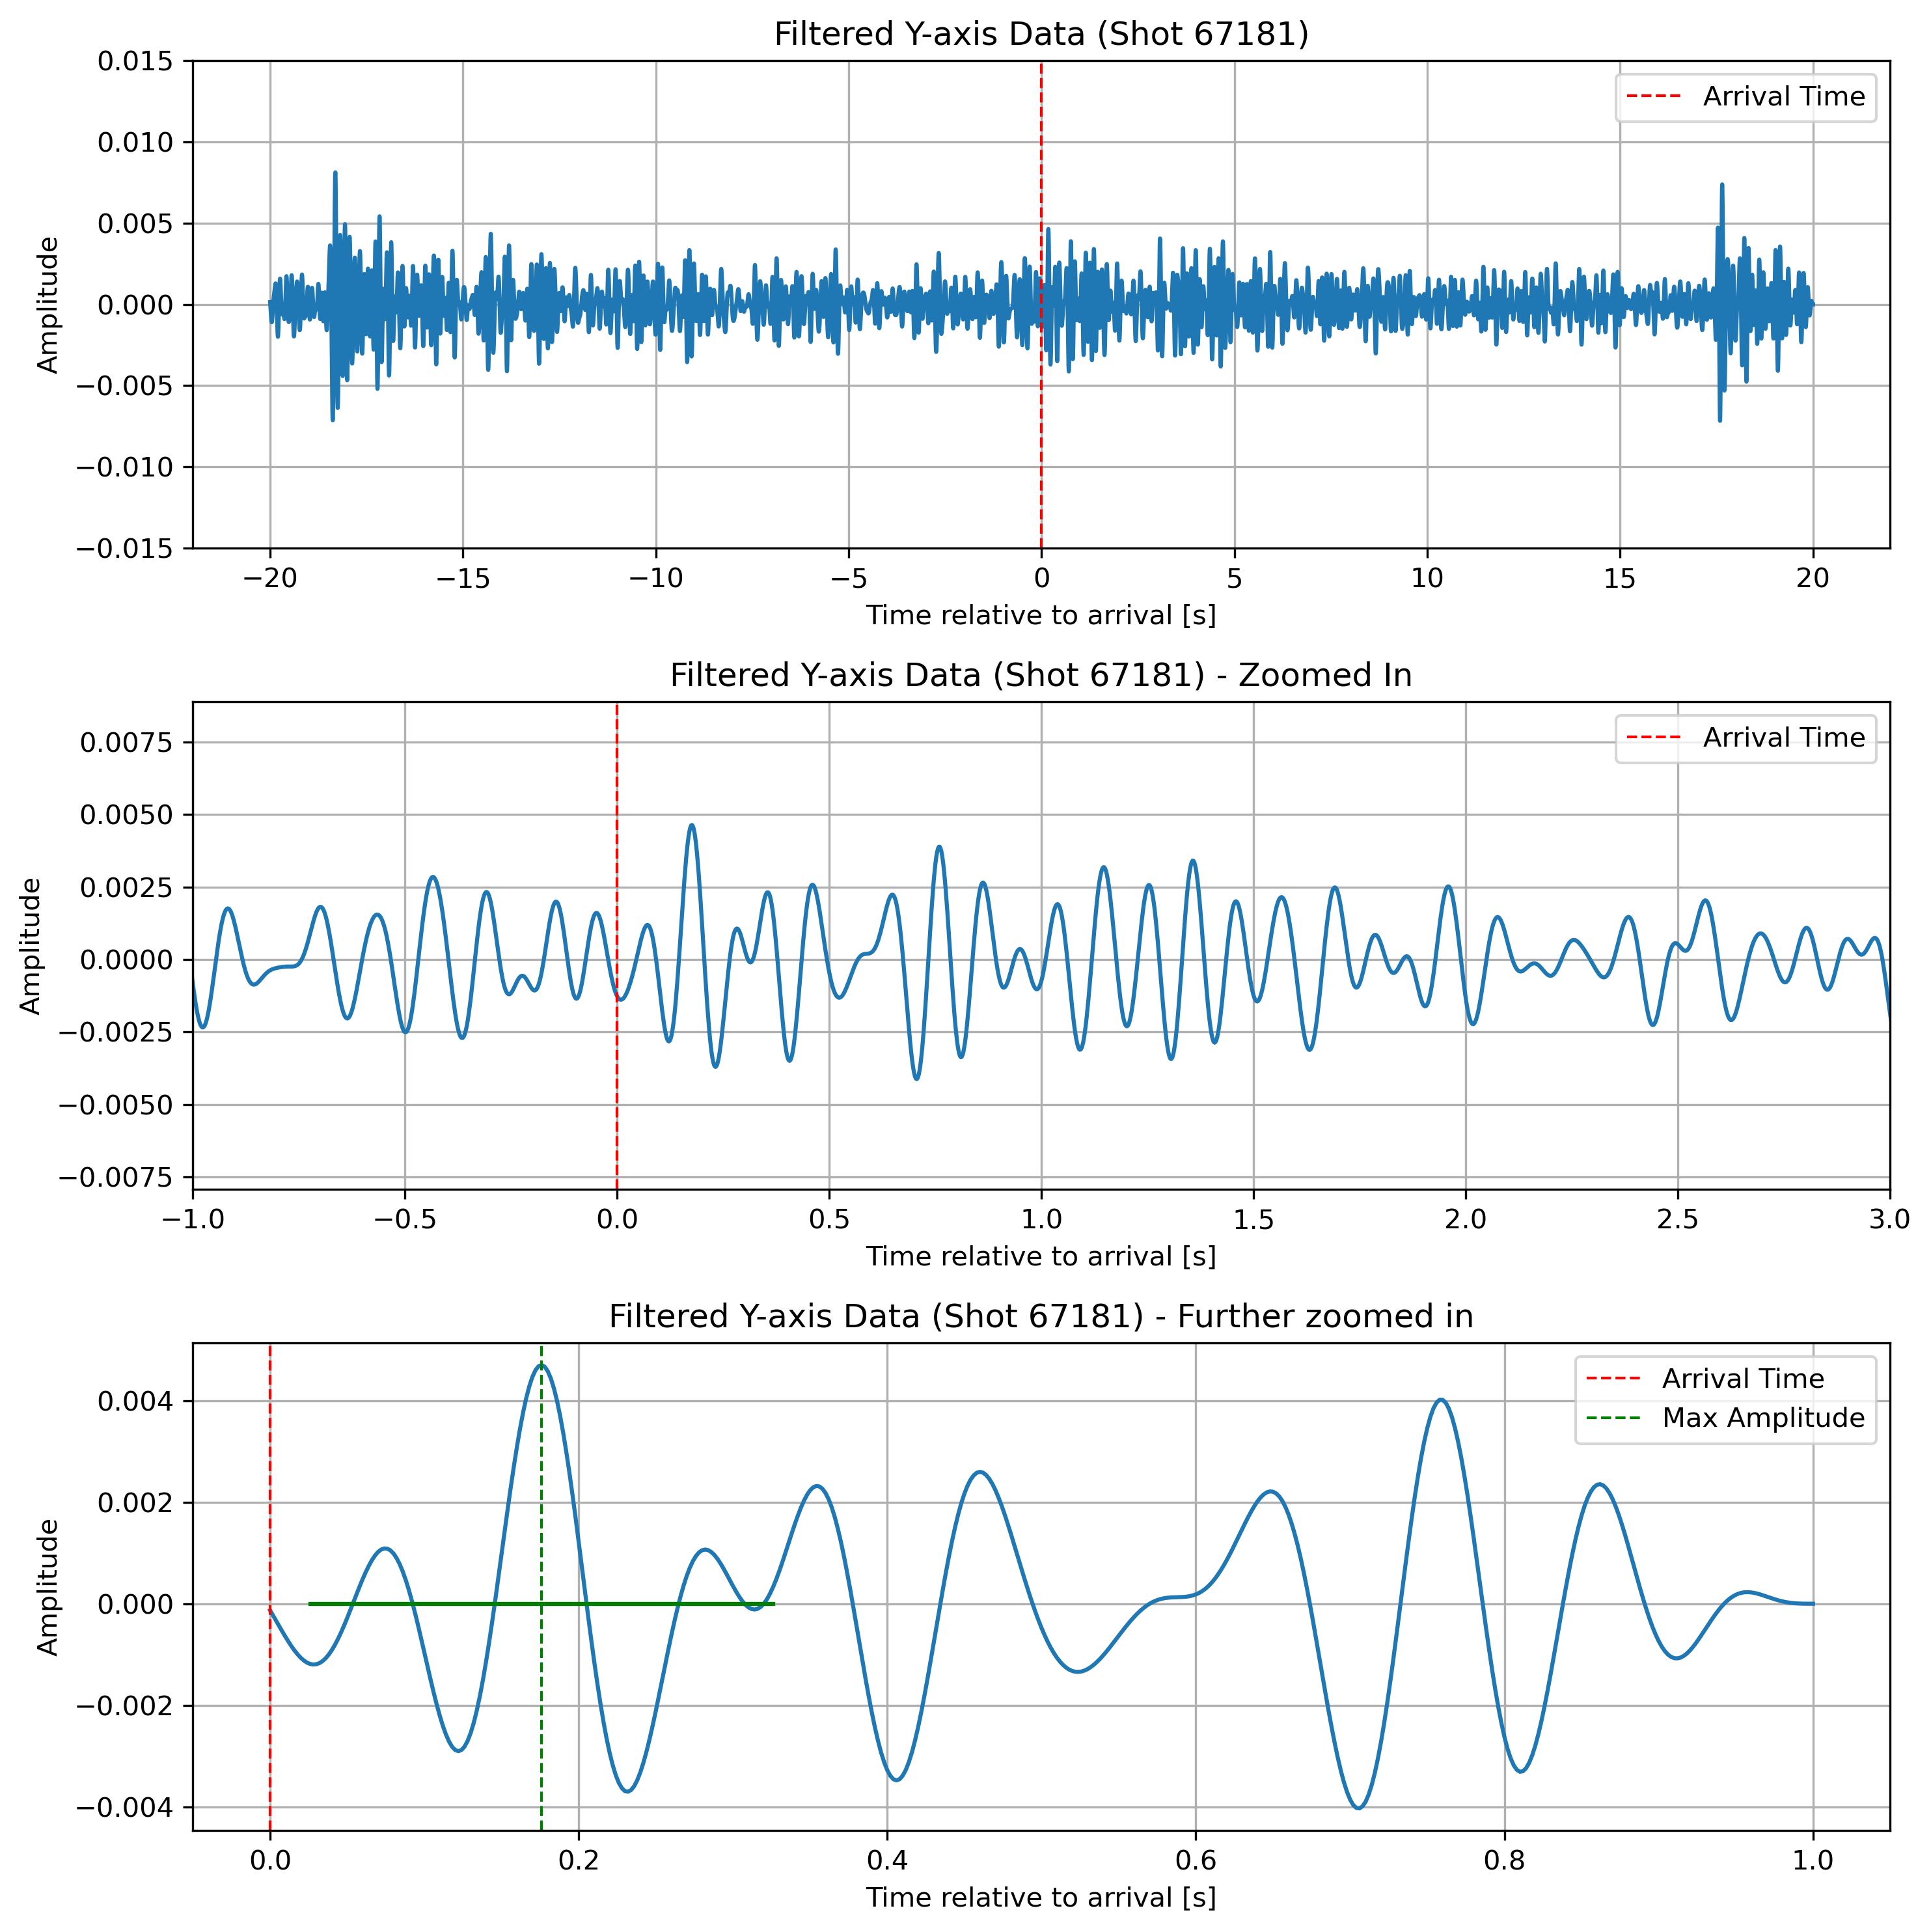 Filtered Y-axis Data (Shot 67181)
0.015
0.010
0.005
0.000
−0.005
−0.010
−0.015
Amplitude
Arrival Time
−20 −15 −10 −5 0 5 10 15 20
Time relative to arrival [s]
Filtered Y-axis Data (Shot 67181) - Zoomed In
0.0075
0.0050
0.0025
0.0000
−0.0025
−0.0050
−0.0075
Amplitude
Arrival Time
−1.0 −0.5 0.0 0.5 1.0 1.5 2.0 2.5 3.0
Time relative to arrival [s]
Filtered Y-axis Data (Shot 67181) - Further zoomed in
0.004
0.002
0.000
−0.002
−0.004
Amplitude
Arrival Time
Max Amplitude
0.0 0.2 0.4 0.6 0.8 1.0
Time relative to arrival [s]